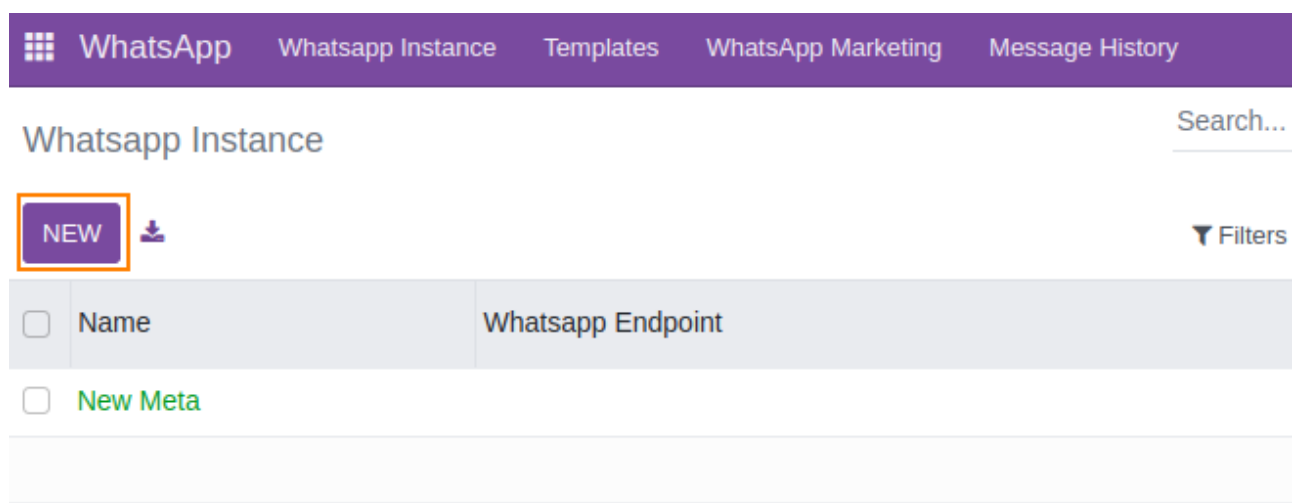 WhatsApp Whatsapp Instance Templates WhatsApp Marketing Message History
Whatsapp Instance Search...
NEW Filters
Name Whatsapp Endpoint
New Meta